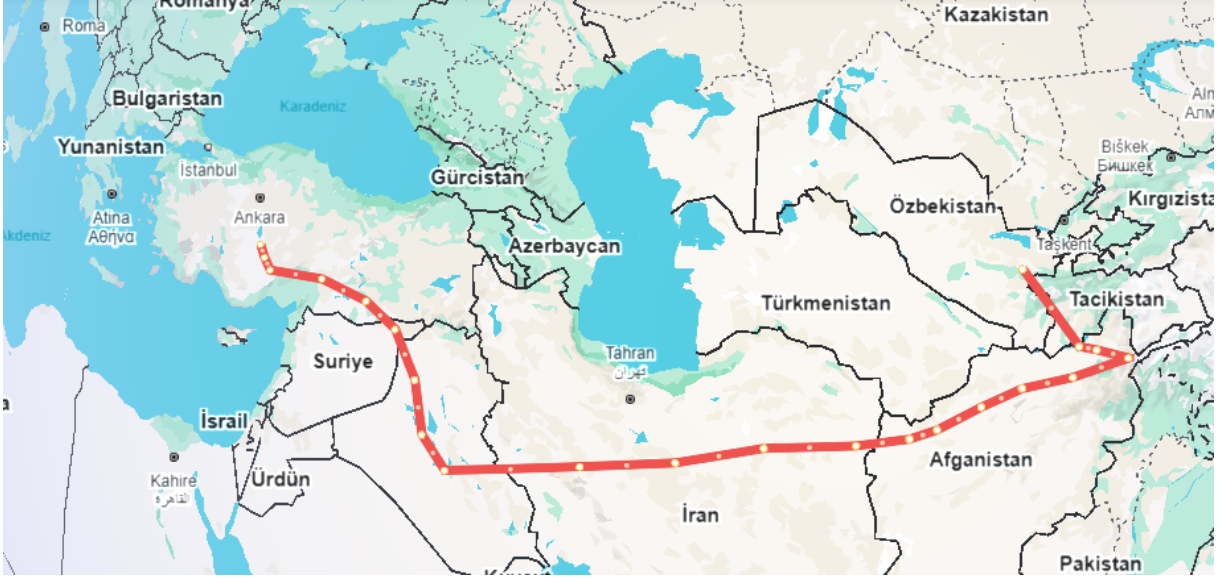 Romanya
Roma
Kazakistan
Bulgaristan
Karadeniz
Yunanistan
İstanbul
Biškek
Бишкек
Gürcistan
Ankara
Atina
Αθήνα
Akdeniz
Özbekistan
Kırgızista
Azerbaycan
Taşkent
Türkmenistan
Tacikistan
Suriye
Tahran
تهران
İsrail
Afganistan
Kahire
القاهرة
Ürdün
İran
Pakistan